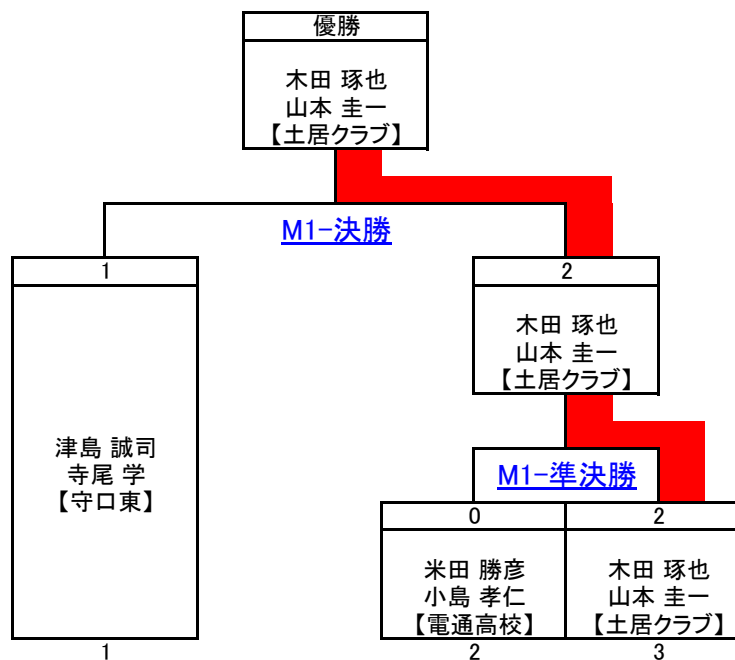 優勝
木田 琢也
山本 圭一
【土居クラブ】
M1-決勝
1
津島 誠司
寺尾 学
【守口東】
1
2
木田 琢也
山本 圭一
【土居クラブ】
M1-準決勝
0
米田 勝彦
小島 孝仁
【電通高校】
2
2
木田 琢也
山本 圭一
【土居クラブ】
3